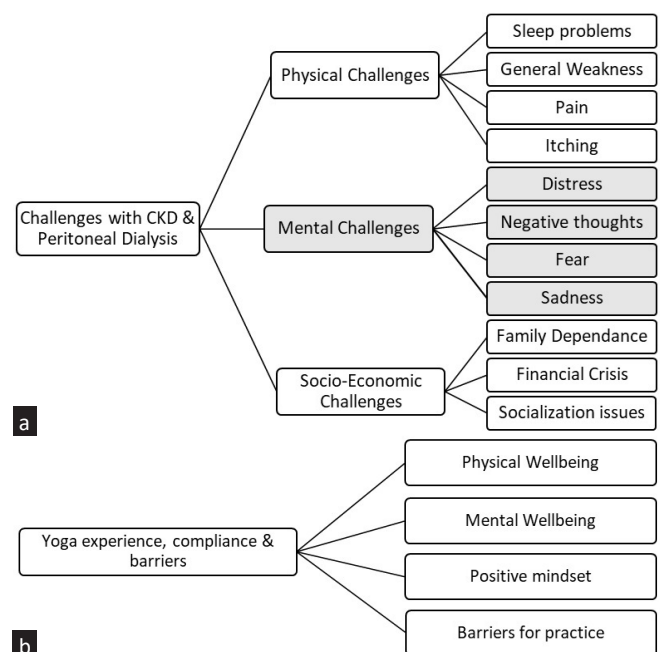 Sleep problems
Physical Challenges
General Weakness
Pain
Itching
Challenges with CKD &
Peritoneal Dialysis
Mental Challenges
Distress
Negative thoughts
Fear
Sadness
Socio-Economic
Challenges
Family Dependance
Financial Crisis
Socialization issues
a
Yoga experience, compliance &
barriers
Physical Wellbeing
Mental Wellbeing
Positive mindset
Barriers for practice
b